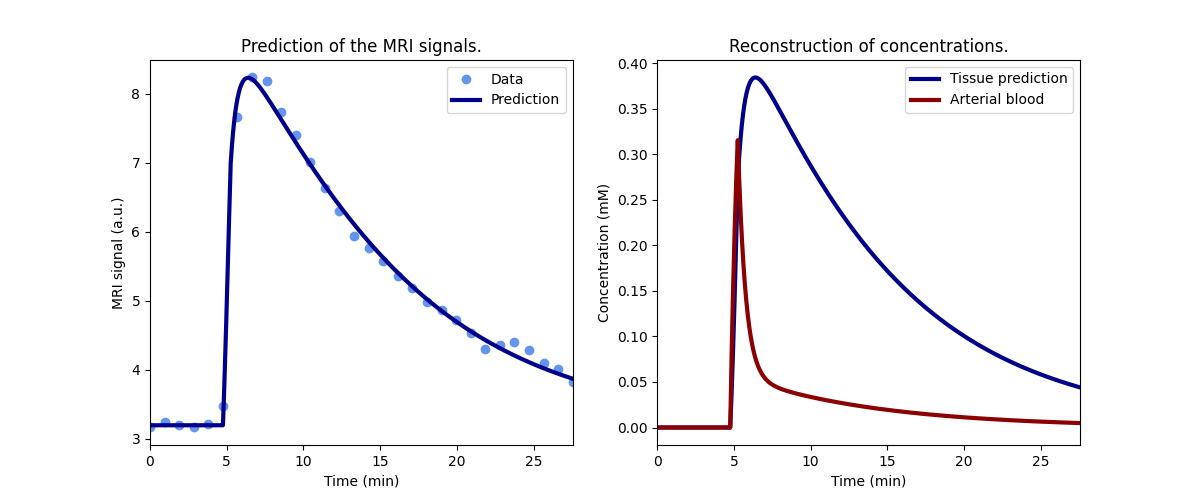 Prediction of the MRI signals.
MRI signal (a.u.)
8
7
6
5
4
3
0
5
10
15
20
25
Time (min)
Data
Prediction
Reconstruction of concentrations.
Concentration (mM)
0.40
0.35
0.30
0.25
0.20
0.15
0.10
0.05
0.00
0
5
10
15
20
25
Time (min)
Tissue prediction
Arterial blood